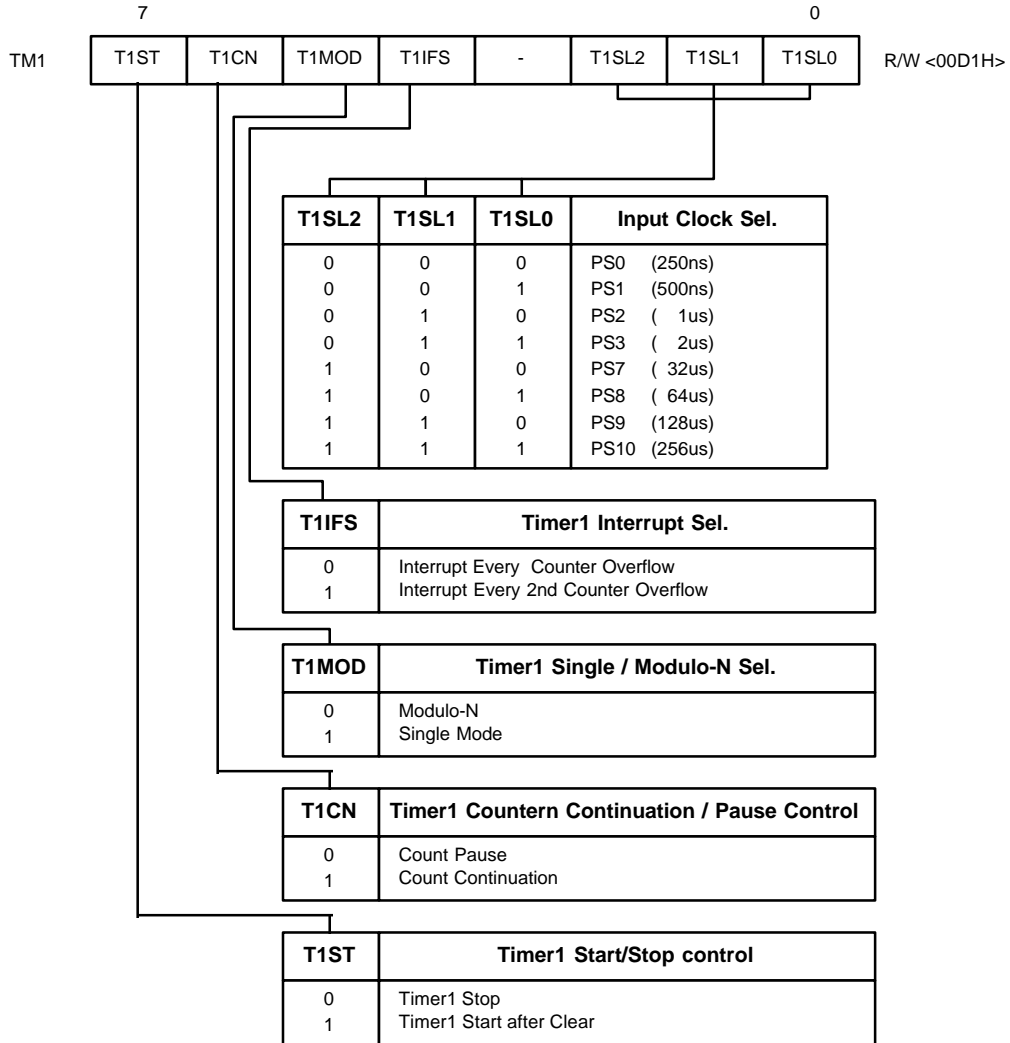 7 0
TM1 T1ST T1CN T1MOD T1IFS - T1SL2 T1SL1 T1SL0 R/W <00D1H>
T1SL2 T1SL1 T1SL0 Input Clock Sel.
0 0 0 PS0 (250ns)
0 0 1 PS1 (500ns)
0 1 0 PS2 ( 1us)
0 1 1 PS3 ( 2us)
1 0 0 PS7 ( 32us)
1 0 1 PS8 ( 64us)
1 1 0 PS9 (128us)
1 1 1 PS10 (256us)
T1IFS Timer1 Interrupt Sel.
0 Interrupt Every Counter Overflow
1 Interrupt Every 2nd Counter Overflow
T1MOD Timer1 Single / Modulo-N Sel.
0 Modulo-N
1 Single Mode
T1CN Timer1 Countern Continuation / Pause Control
0 Count Pause
1 Count Continuation
T1ST Timer1 Start/Stop control
0 Timer1 Stop
1 Timer1 Start after Clear